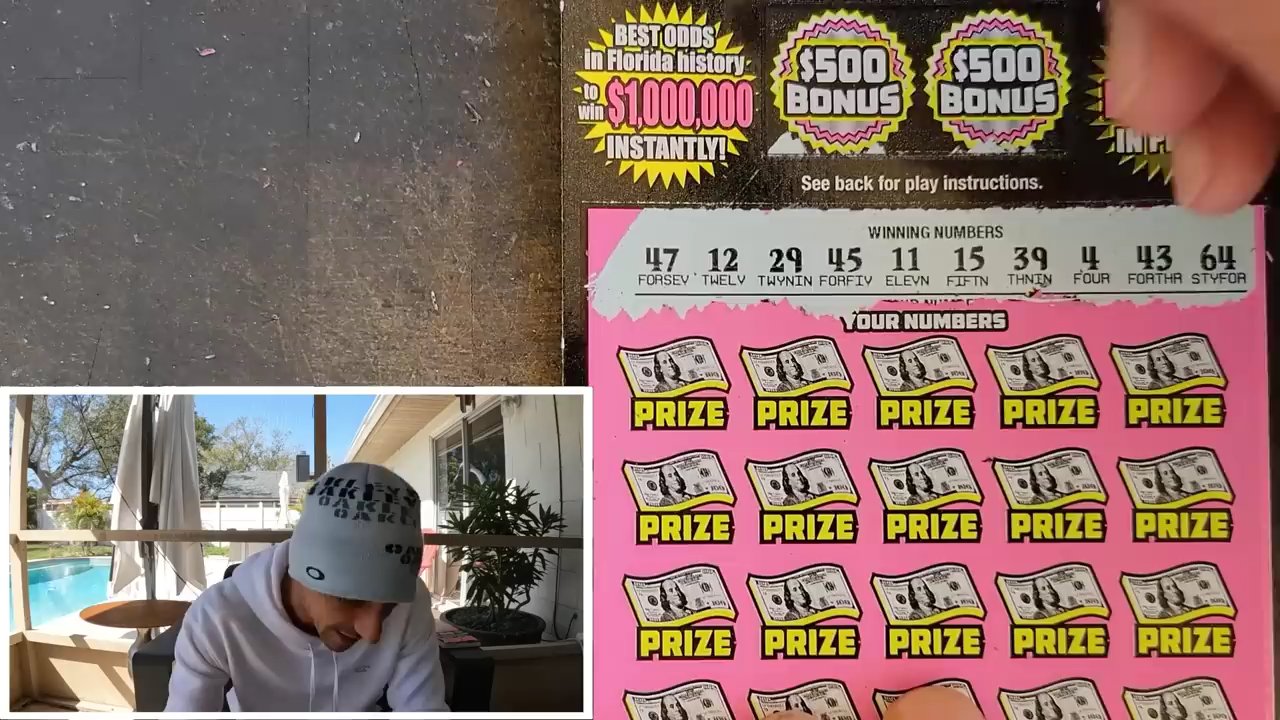 BEST ODDS
in Florida history
to win $1,000,000
INSTANTLY!
$500 BONUS
$500 BONUS
See back for play instructions.
WINNING NUMBERS
47 12 29 45 11 15 39 4 43 64
FORSEV TWELV TWYNIN FORFIV ELEVN FIFTN THNIN FOUR FORTHR STYFOR
YOUR NUMBERS
PRIZE PRIZE PRIZE PRIZE PRIZE
PRIZE PRIZE PRIZE PRIZE PRIZE
PRIZE PRIZE PRIZE PRIZE PRIZE